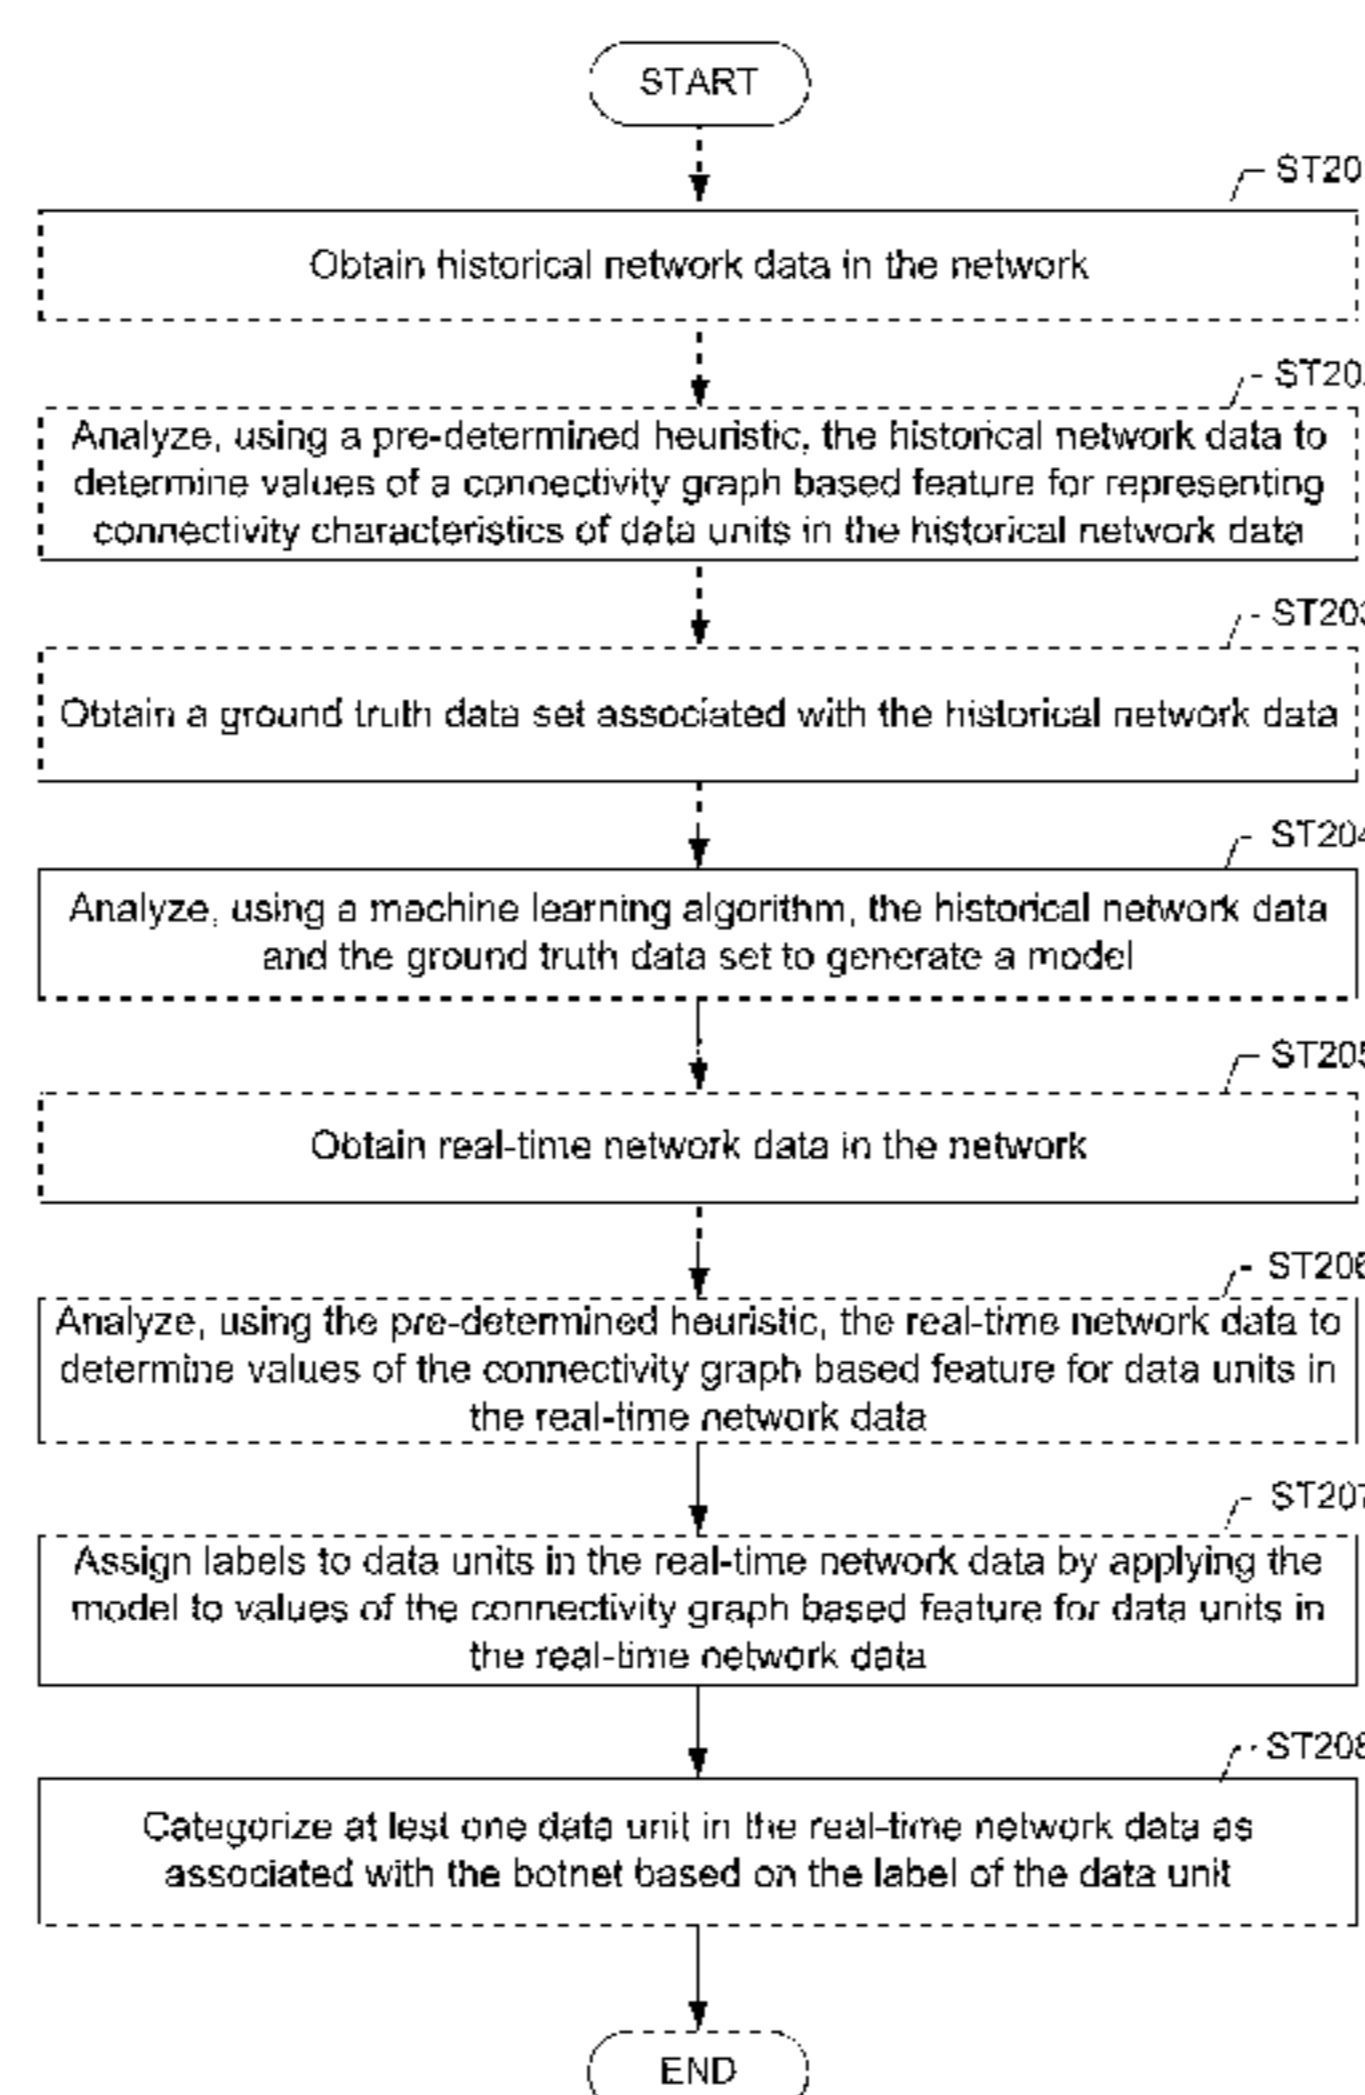 START
ST20
Obtain historical network data in the network
ST202
Analyze, using a pre-determined heuristic, the historical network data to
determine values of a connectivity graph based feature for representing
connectivity characteristics of data units in the historical network data
ST203
Obtain a ground truth data set associated with the historical network data
ST204
Analyze, using a machine learning algorithm, the historical network data
and the ground truth data set to generate a model
ST205
Obtain real-time network data in the network
ST206
Analyze, using the pre-determined heuristic, the real-time network data to
determine values of the connectivity graph based feature for data units in
the real-time network data
ST207
Assign labels to data units in the real-time network data by applying the
model to values of the connectivity graph based feature for data units in
the real-time network data
ST208
Categorize at lest one data unit in the real-time network data as
associated with the botnet based on the label of the data unit
END